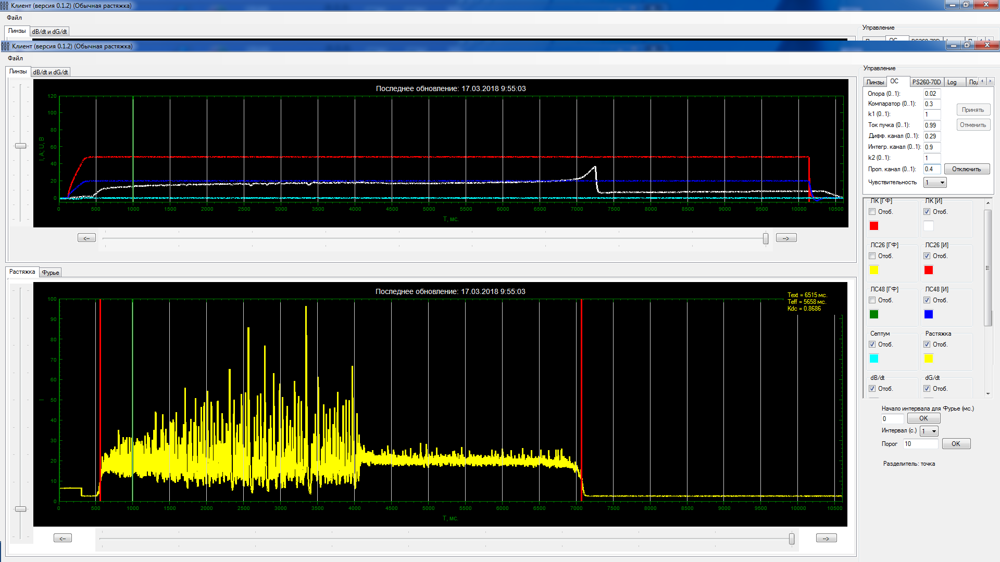 Клиент (версия 0.1.2) (Обычная растяжка)
Файл
Линзы dB/dt и dG/dt
Управление
ОС PS260-70D
Клиент (версия 0.1.2) (Обычная растяжка)
Файл
Линзы dB/dt и dG/dt
Последнее обновление: 17.03.2018 9:55:03
I, A; U, B
120
100
80
60
40
20
0
0 500 1000 1500 2000 2500 3000 3500 4000 4500 5000 5500 6000 6500 7000 7500 8000 8500 9000 9500 10000 10500
T, мс.
<-- -->
Растяжка Фурье
Последнее обновление: 17.03.2018 9:55:03
Text = 6515 мс.
Teff = 5658 мс.
Kdc = 0.8686
I
100
90
80
70
60
50
40
30
20
10
0
0 500 1000 1500 2000 2500 3000 3500 4000 4500 5000 5500 6000 6500 7000 7500 8000 8500 9000 9500 10000 10500
T, мс.
<-- -->
Управление
Линзы ОС PS260-70D Log
Опора (0..1): 0.02
Компаратор (0..1): 0.3
k1 (0..1): 1
Принять
Ток пучка (0..1): 0.99
Отменить
Дифф. канал (0..1): 0.29
Интегр. канал (0..1): 0.9
k2 (0..1): 1
Проп. канал (0..1): 0.4 Отключить
Чувствительность 1
ЛК [ГФ] ЛК [И]
Отоб. Отоб.
ЛС26 [ГФ] ЛС26 [И]
Отоб. Отоб.
ЛС48 [ГФ] ЛС48 [И]
Отоб. Отоб.
Септум Растяжка
Отоб. Отоб.
dB/dt dG/dt
Отоб. Отоб.
Начало интервала для Фурье (мс.)
0 OK
Интервал (с.) 1
Порог 10 OK
Разделитель: точка